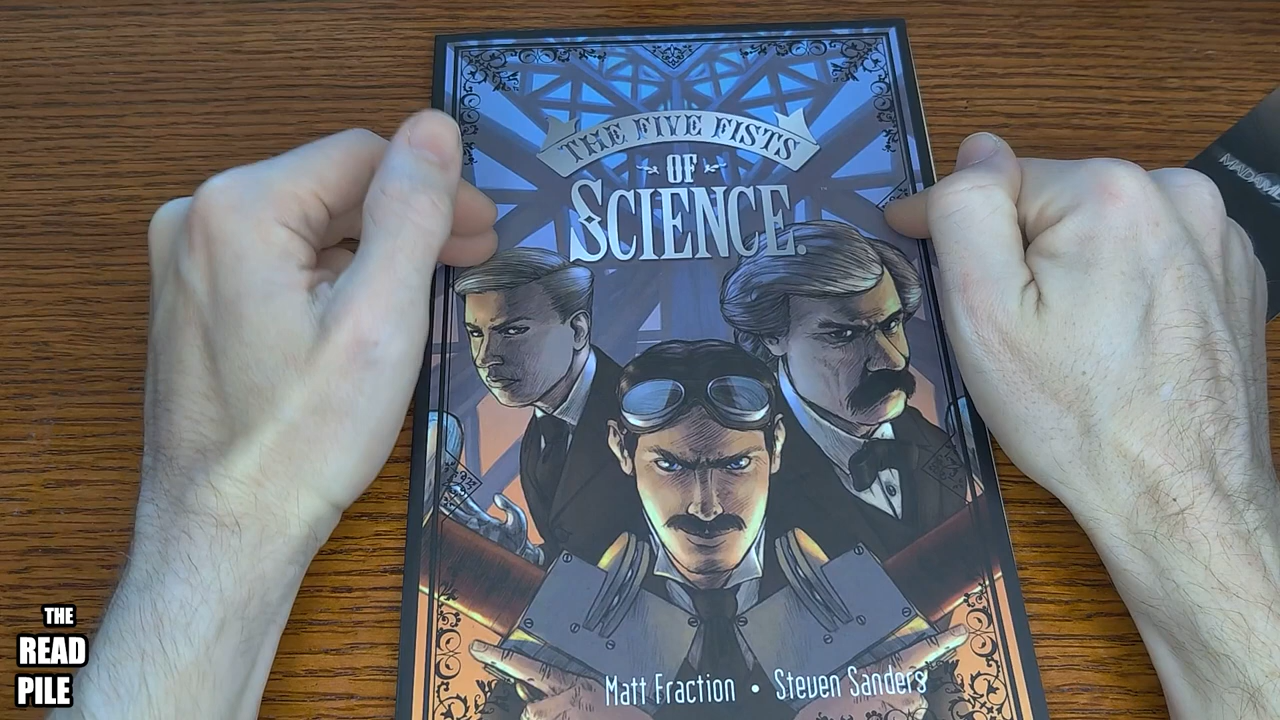 THE FIVE FISTS
OF
SCIENCE.
Matt Fraction • Steven Sanders
THE
READ
PILE